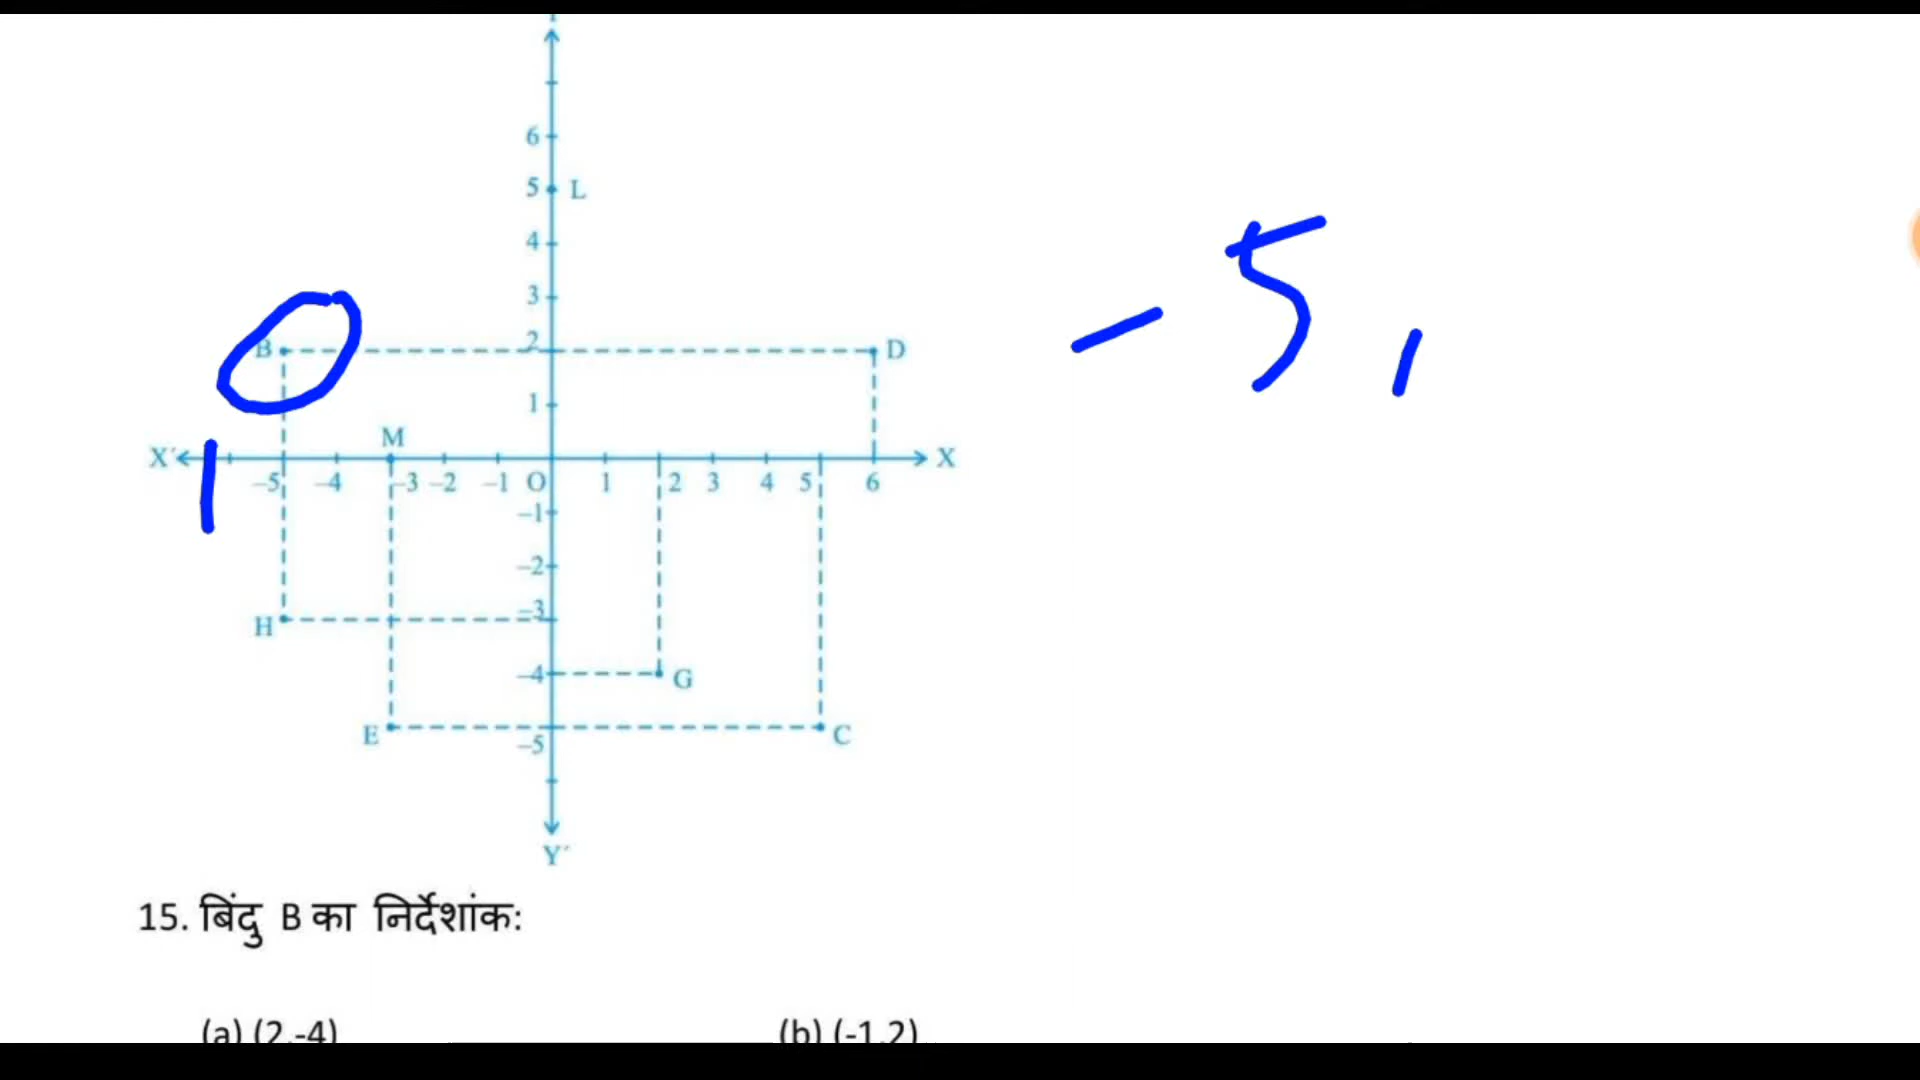 6
5 L
4
3
B 2 D
1
M
X′ X
–5 –4 –3 –2 –1 O 1 2 3 4 5 6
–1
–2
–3
H
–4 G
E C
–5
Y′
– 5 ,
15. बिंदु B का निर्देशांक:
(a) (2,-4) (b) (-1,2)